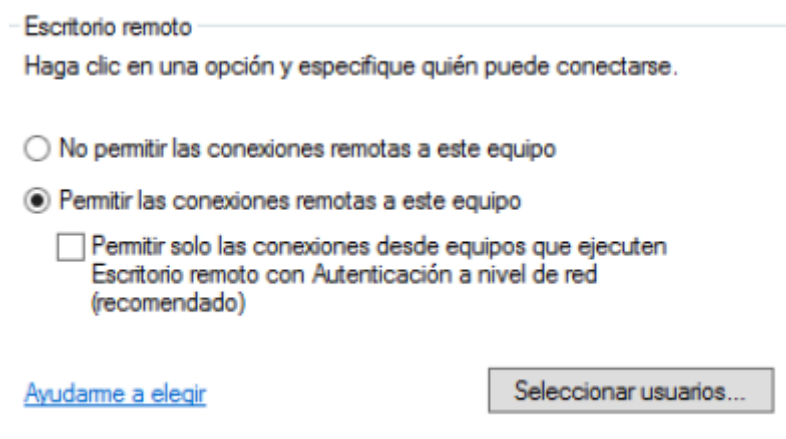 Escritorio remoto
Haga clic en una opción y especifique quién puede conectarse.
No permitir las conexiones remotas a este equipo
Permitir las conexiones remotas a este equipo
Permitir solo las conexiones desde equipos que ejecuten
Escritorio remoto con Autenticación a nivel de red
(recomendado)
Ayudarme a elegir
Seleccionar usuarios...